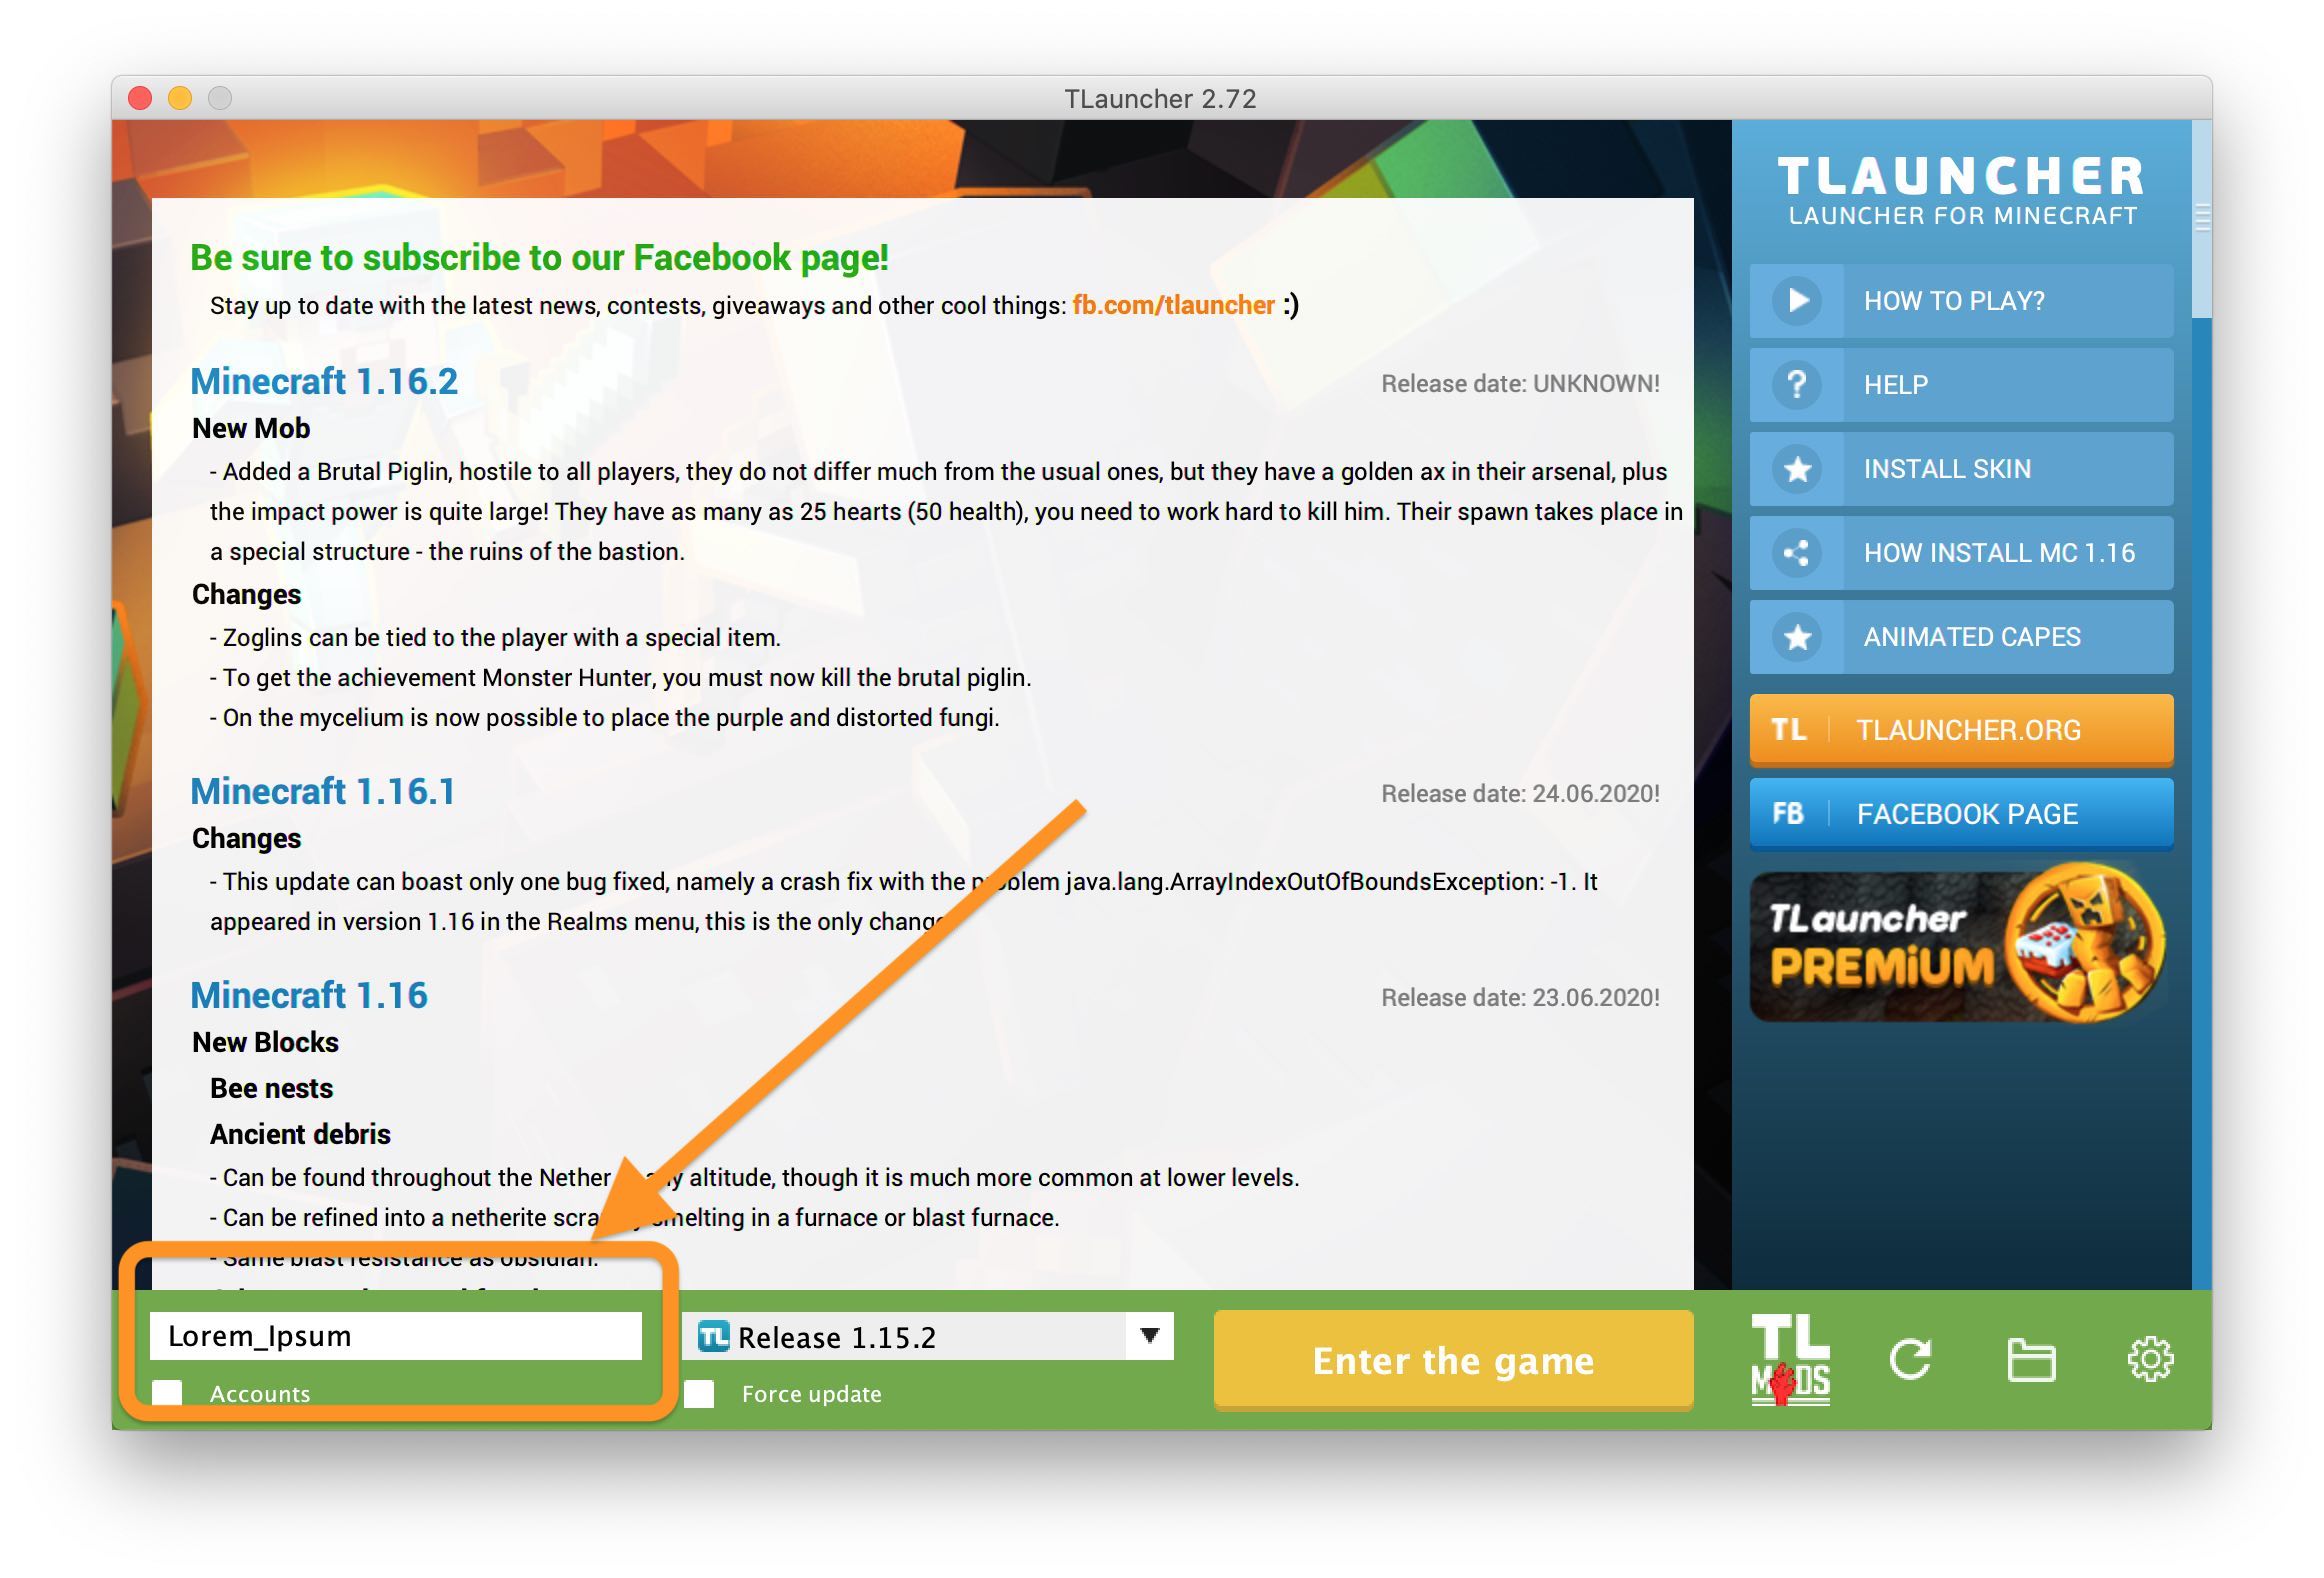 TLauncher 2.72
Be sure to subscribe to our Facebook page!
Stay up to date with the latest news, contests, giveaways and other cool things: fb.com/tlauncher :)
Minecraft 1.16.2
Release date: UNKNOWN!
New Mob
- Added a Brutal Piglin, hostile to all players, they do not differ much from the usual ones, but they have a golden ax in their arsenal, plus
the impact power is quite large! They have as many as 25 hearts (50 health), you need to work hard to kill him. Their spawn takes place in
a special structure - the ruins of the bastion.
Changes
- Zoglins can be tied to the player with a special item.
- To get the achievement Monster Hunter, you must now kill the brutal piglin.
- On the mycelium is now possible to place the purple and distorted fungi.
Minecraft 1.16.1
Release date: 24.06.2020!
Changes
- This update can boast only one bug fixed, namely a crash fix with the problem java.lang.ArrayIndexOutOfBoundsException: -1. It
appeared in version 1.16 in the Realms menu, this is the only change
Minecraft 1.16
Release date: 23.06.2020!
New Blocks
Bee nests
Ancient debris
- Can be found throughout the Nether any altitude, though it is much more common at lower levels.
- Can be refined into a netherite scrap smelting in a furnace or blast furnace.
- Same blast resistance as obsidian.
TLAUNCHER
LAUNCHER FOR MINECRAFT
HOW TO PLAY?
? HELP
INSTALL SKIN
HOW INSTALL MC 1.16
ANIMATED CAPES
TL TLAUNCHER.ORG
FB FACEBOOK PAGE
TLauncher
PREMiUM
Lorem_Ipsum
Accounts
TL Release 1.15.2
Force update
Enter the game
TL
MODS